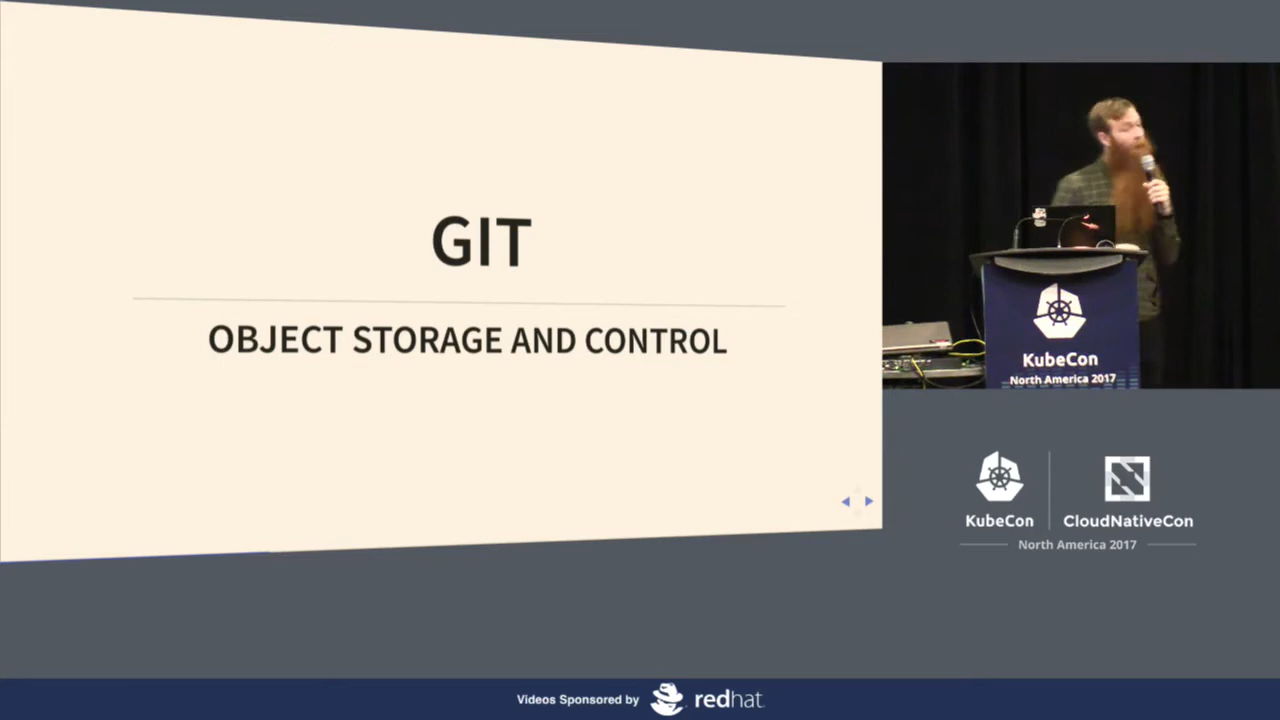 GIT
OBJECT STORAGE AND CONTROL
KubeCon
North America 2017
KubeCon
CloudNativeCon
North America 2017
Videos Sponsored by
redhat.